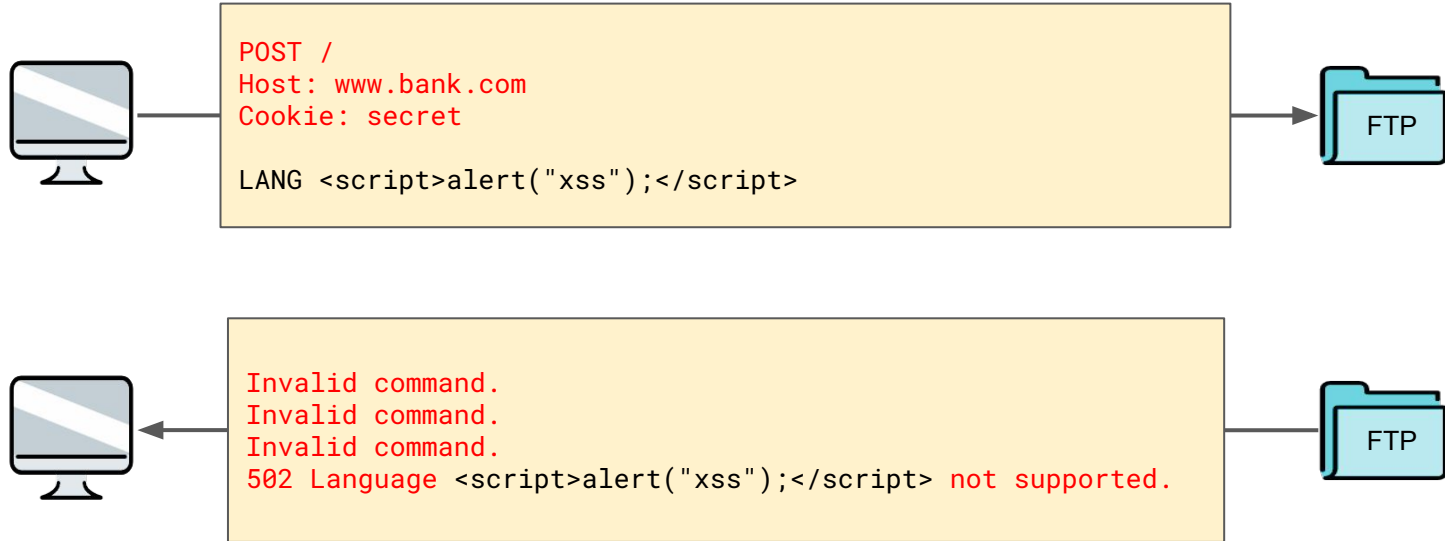 POST /
Host: www.bank.com
Cookie: secret
LANG <script>alert("xss");</script>
FTP
Invalid command.
Invalid command.
Invalid command.
502 Language <script>alert("xss");</script> not supported.
FTP